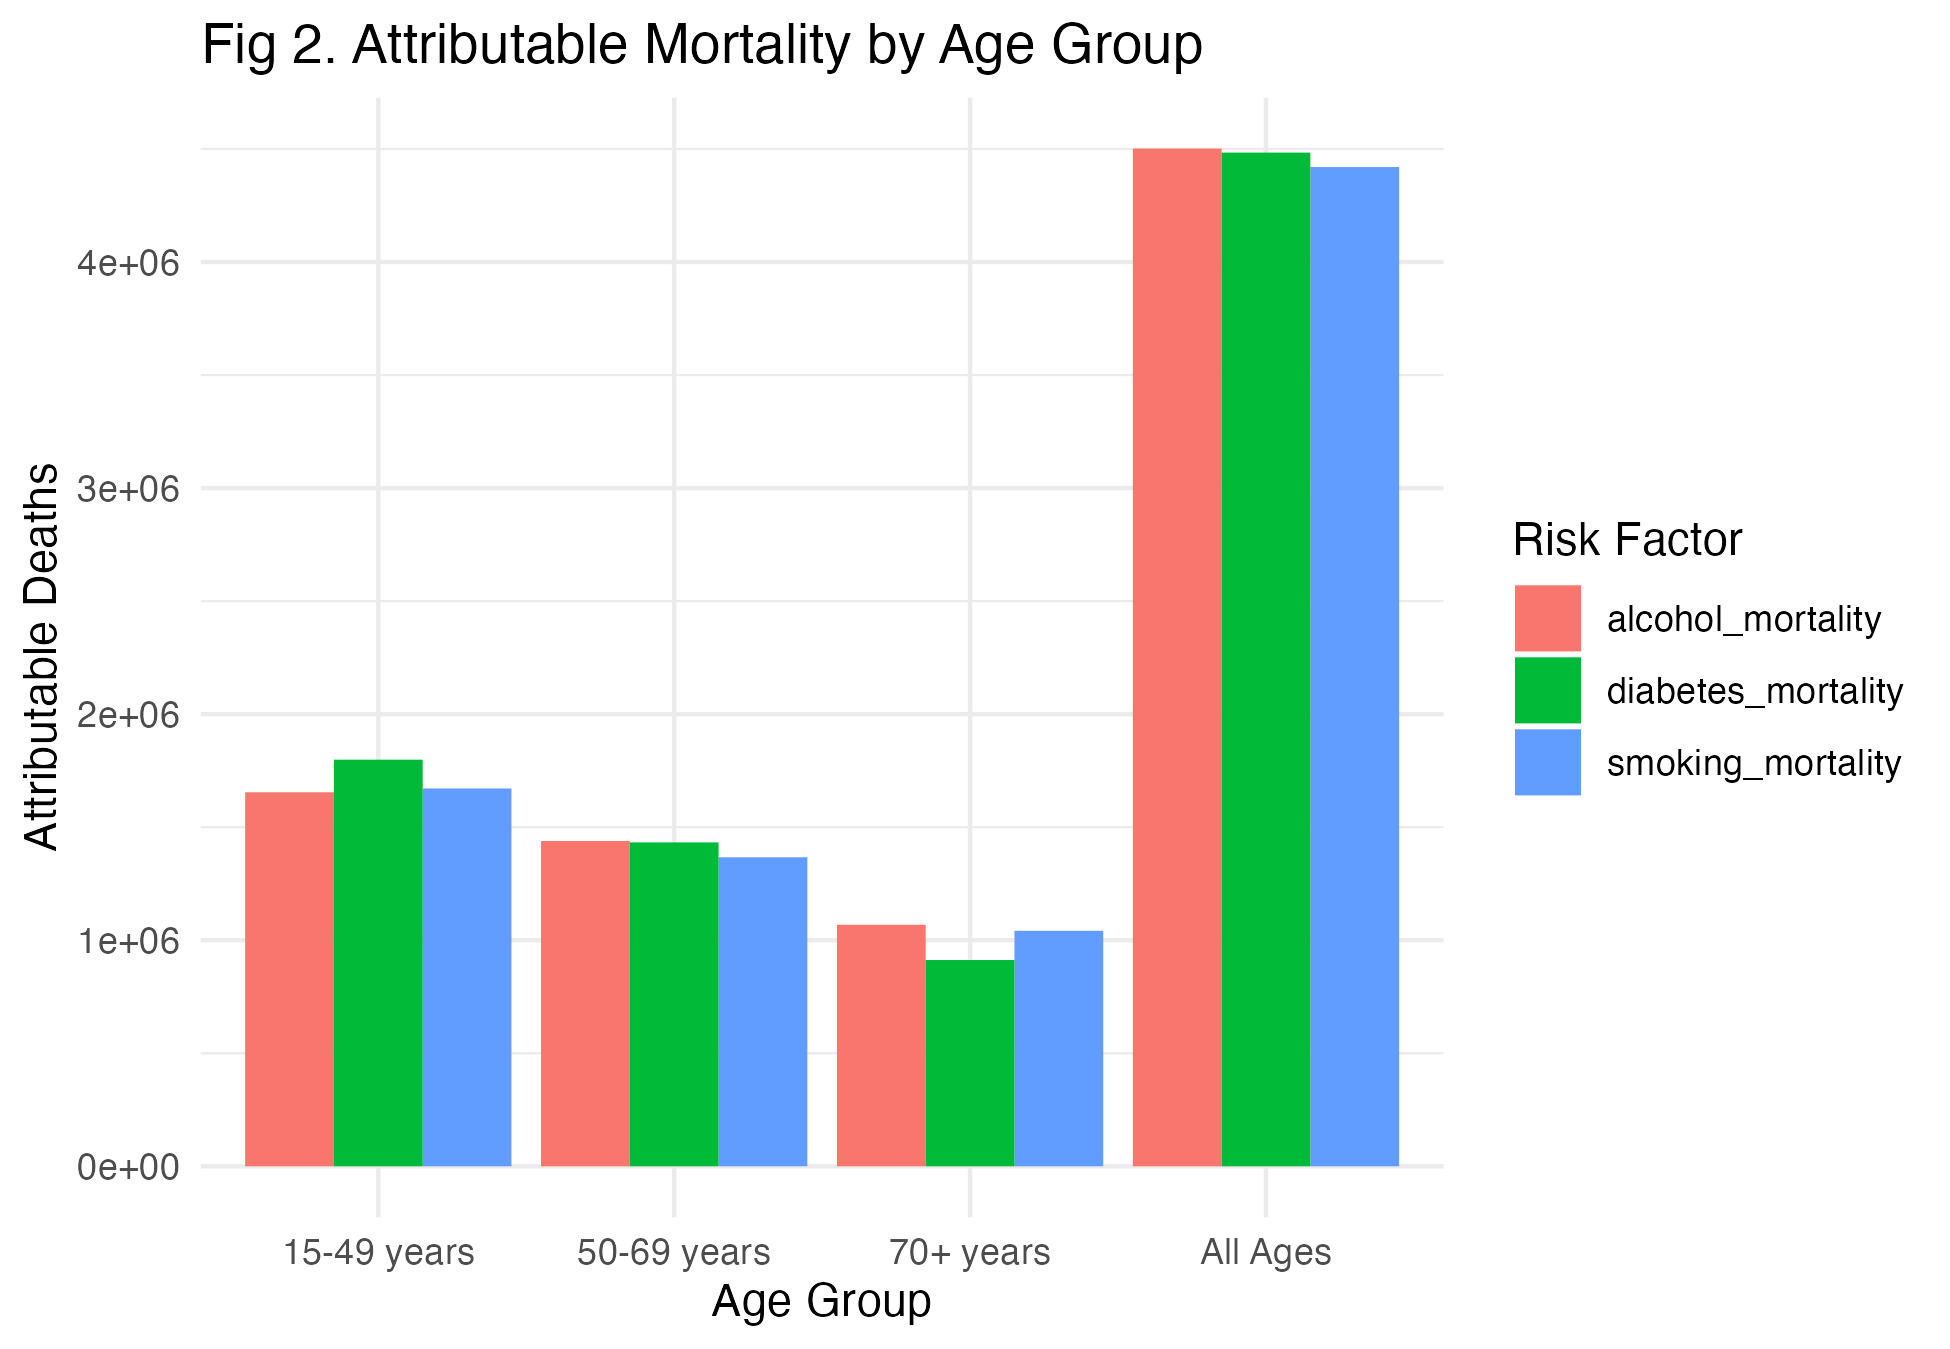 Fig 2. Attributable Mortality by Age Group
Attributable Deaths
4e+06
3e+06
2e+06
1e+06
0e+00
15-49 years
50-69 years
70+ years
All Ages
Age Group
Risk Factor
alcohol_mortality
diabetes_mortality
smoking_mortality